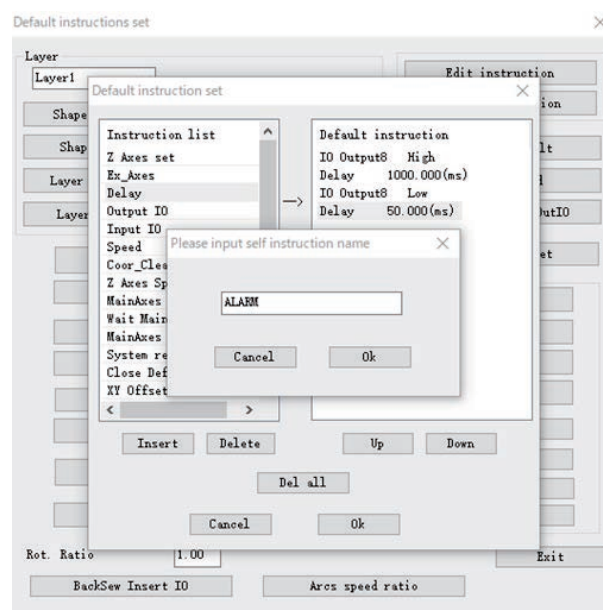 Default instructions set
Layer
Layer1
Edit instruction
Default instruction set
ion
Shape
Instruction list
Default instruction
Z Axes set
IO Output8 High
Shap
lt
Ex_Axes
Delay 1000.000(ms)
Delay
IO Output8 Low
Layer
Output IO
Delay 50.000(ms)
Layer
OutIO
Input IO
Speed
Please input self instruction name
Coor_Clea
et
Z Axes Sp
MainAxes
ALARM
Wait Main
MainAxes
System re
Cancel Ok
Close Def
XY Offset
Insert Delete Up Down
Del all
Cancel Ok
Rot. Ratio 1.00 Exit
BackSew Insert IO Arcs speed ratio